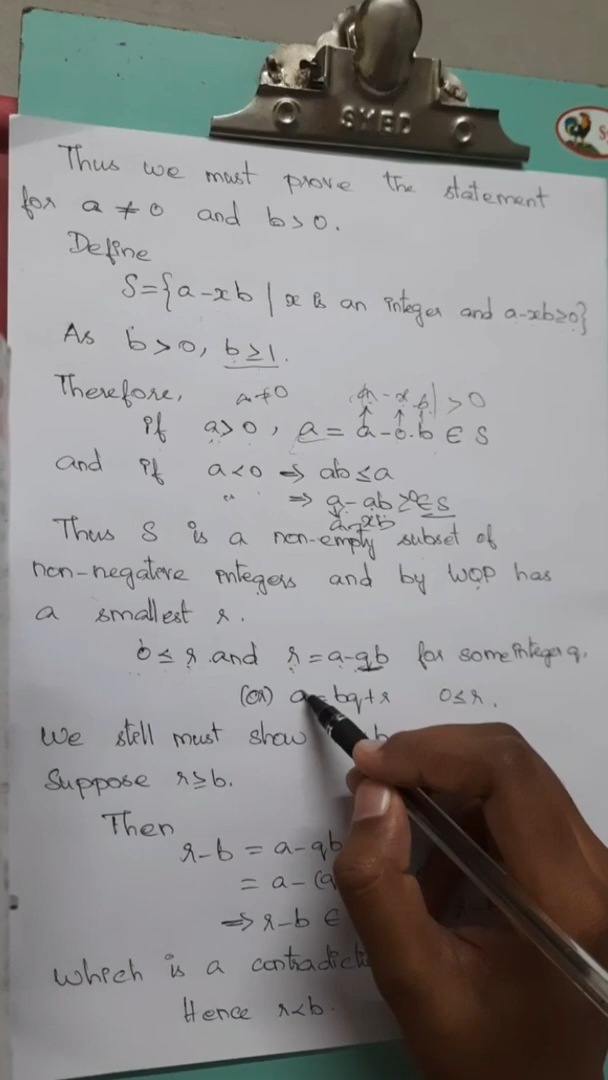 SYED
S
Thus we must prove the statement
for a ≠ 0 and b > 0.
Define
S = {a - xb | x is an integer and a - xb ≥ 0}
As b > 0, b ≥ 1.
Therefore, a ≠ 0 > 0
if a > 0, a = a - 0.b ∈ S
and if a < 0 ⇒ ab ≤ a
" ⇒ a - ab ≥ 0 ∈ S
a - xb
Thus S is a non-empty subset of
non-negative integers and by WOP has
a smallest r.
0 ≤ r and r = a - qb for some integer q.
(or) a = bq + r 0 ≤ r.
We still must show b
Suppose r ≥ b.
Then
r - b = a - qb
= a - (q
⇒ r - b ∈
which is a
Hence r < b.